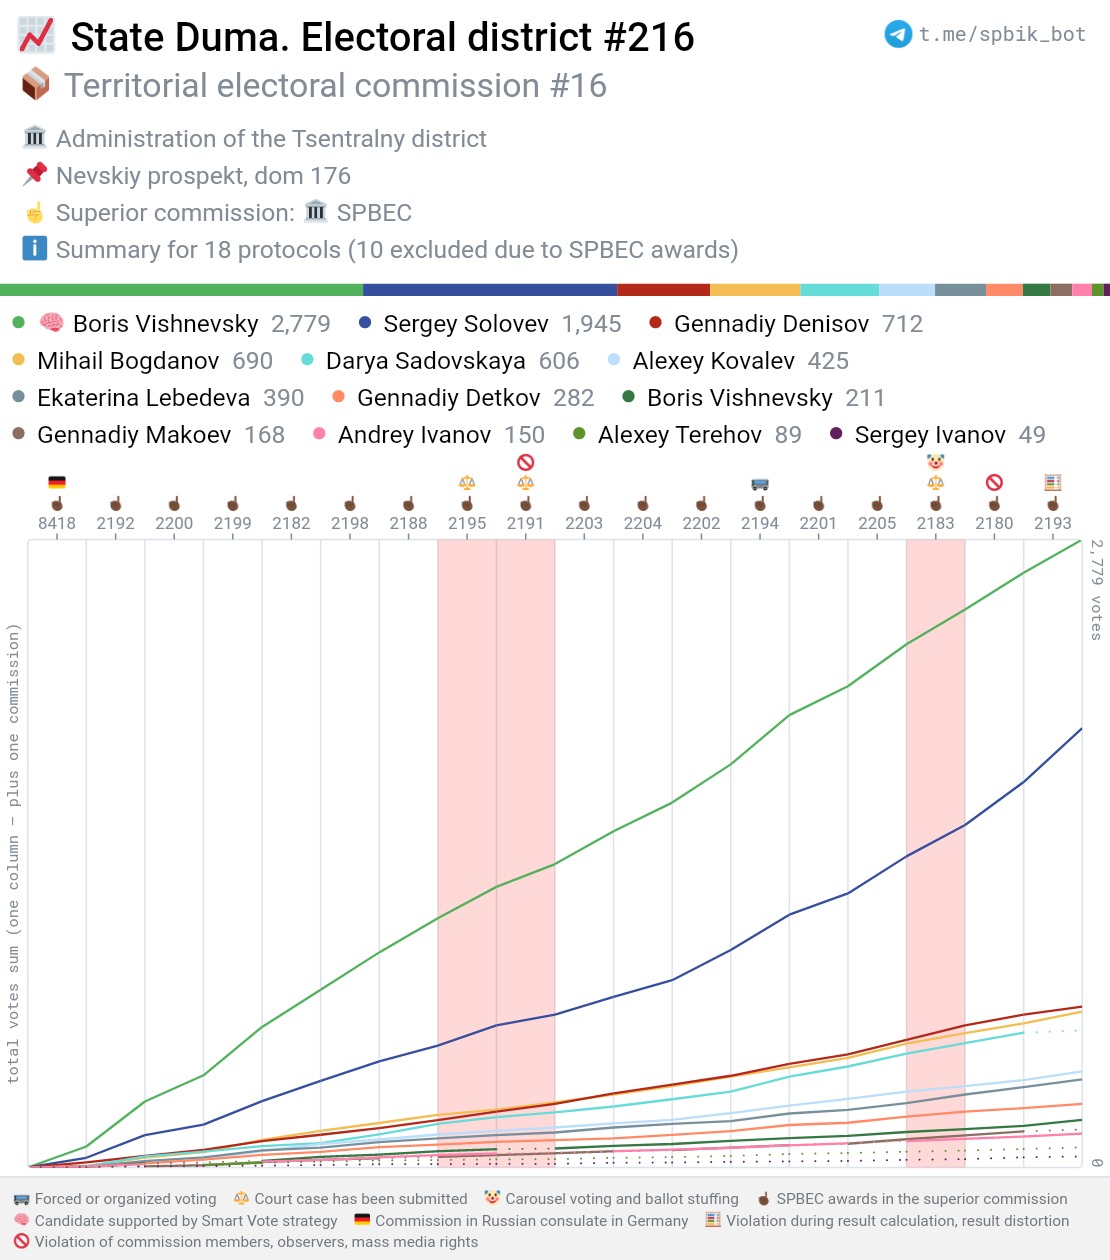 State Duma. Electoral district #216
t.me/spbik_bot
Territorial electoral commission #16
Administration of the Tsentralny district
Nevskiy prospekt, dom 176
Superior commission: SPBEC
Summary for 18 protocols (10 excluded due to SPBEC awards)
Boris Vishnevsky 2,779 Sergey Solovev 1,945 Gennadiy Denisov 712
Mihail Bogdanov 690 Darya Sadovskaya 606 Alexey Kovalev 425
Ekaterina Lebedeva 390 Gennadiy Detkov 282 Boris Vishnevsky 211
Gennadiy Makoev 168 Andrey Ivanov 150 Alexey Terehov 89 Sergey Ivanov 49
8418 2192 2200 2199 2182 2198 2188 2195 2191 2203 2204 2202 2194 2201 2205 2183 2180 2193
2,779 votes
total votes sum (one column – plus one commission)
0
Forced or organized voting Court case has been submitted Carousel voting and ballot stuffing SPBEC awards in the superior commission
Candidate supported by Smart Vote strategy Commission in Russian consulate in Germany Violation during result calculation, result distortion
Violation of commission members, observers, mass media rights